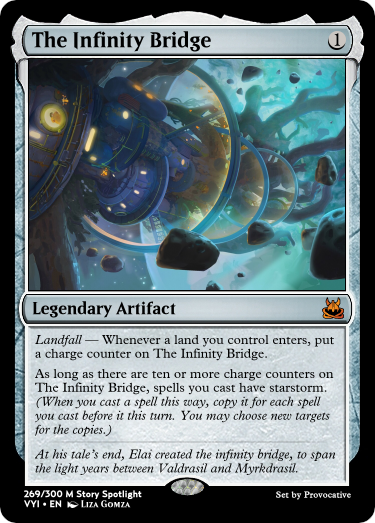 The Infinity Bridge 1
Legendary Artifact
Landfall — Whenever a land you control enters, put
a charge counter on The Infinity Bridge.
As long as there are ten or more charge counters on
The Infinity Bridge, spells you cast have starstorm.
(When you cast a spell this way, copy it for each spell
you cast before it this turn. You may choose new targets
for the copies.)
At his tale's end, Elai created the infinity bridge, to span
the light years between Valdrasil and Myrkdrasil.
269/300 M Story Spotlight
VYI • EN Liza Gomza
Set by Provocative